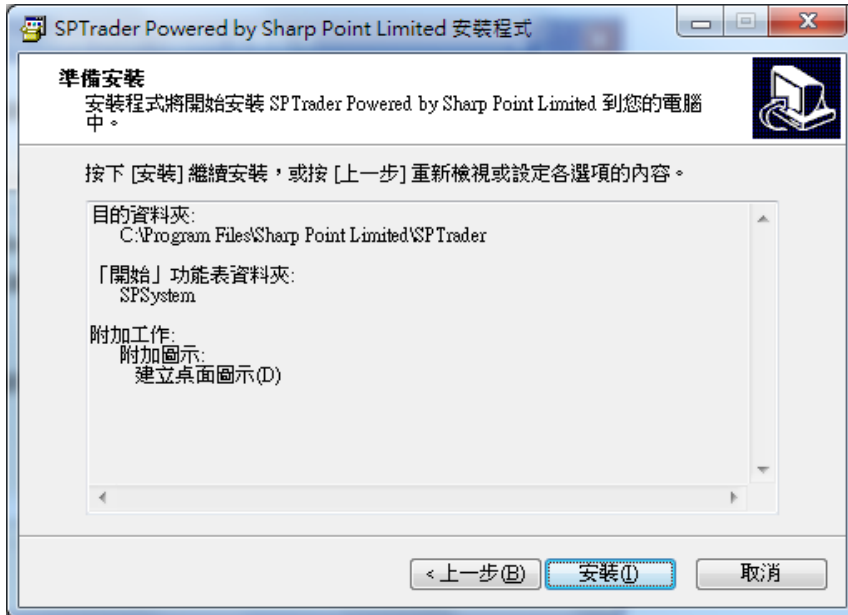 SPTrader Powered by Sharp Point Limited 安裝程式
準備安裝
安裝程式將開始安裝 SPTrader Powered by Sharp Point Limited 到您的電腦
中。
按下 [安裝] 繼續安裝，或按 [上一步] 重新檢視或設定各選項的內容。
目的資料夾:
C:\Program Files\Sharp Point Limited\SPTrader
「開始」功能表資料夾:
SPSystem
附加工作:
附加圖示:
建立桌面圖示(D)
<上一步(B)
安裝(I)
取消